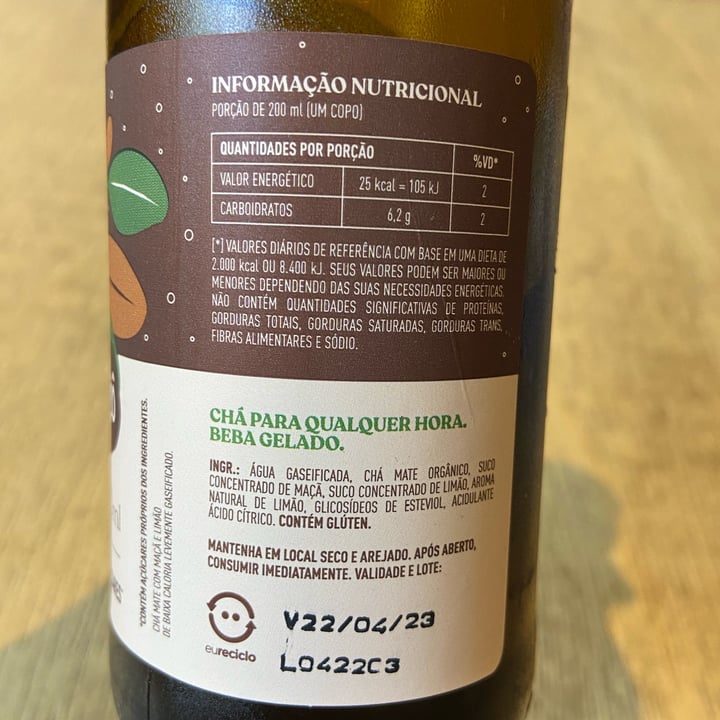 INFORMAÇÃO NUTRICIONAL
PORÇÃO DE 200 ml (UM COPO)
QUANTIDADES POR PORÇÃO %VD*
VALOR ENERGÉTICO 25 kcal = 105 kJ 2
CARBOIDRATOS 6,2 g 2
[*] VALORES DIÁRIOS DE REFERÊNCIA COM BASE EM UMA DIETA DE
2.000 kcal OU 8.400 kJ. SEUS VALORES PODEM SER MAIORES OU
MENORES DEPENDENDO DAS SUAS NECESSIDADES ENERGÉTICAS.
NÃO CONTÉM QUANTIDADES SIGNIFICATIVAS DE PROTEÍNAS,
GORDURAS TOTAIS, GORDURAS SATURADAS, GORDURAS TRANS,
FIBRAS ALIMENTARES E SÓDIO.
CHÁ PARA QUALQUER HORA.
BEBA GELADO.
INGR.: ÁGUA GASEIFICADA, CHÁ MATE ORGÂNICO, SUCO
CONCENTRADO DE MAÇÃ, SUCO CONCENTRADO DE LIMÃO, AROMA
NATURAL DE LIMÃO, GLICOSÍDEOS DE ESTEVIOL, ACIDULANTE
ÁCIDO CÍTRICO. CONTÉM GLÚTEN.
MANTENHA EM LOCAL SECO E AREJADO. APÓS ABERTO,
CONSUMIR IMEDIATAMENTE. VALIDADE E LOTE:
V22/04/23
L0422C3
eureciclo
*CONTÉM AÇÚCARES PRÓPRIOS DOS INGREDIENTES.
CHÁ MATE COM MAÇÃ E LIMÃO
DE BAIXA CALORIA LEVEMENTE GASEIFICADO.